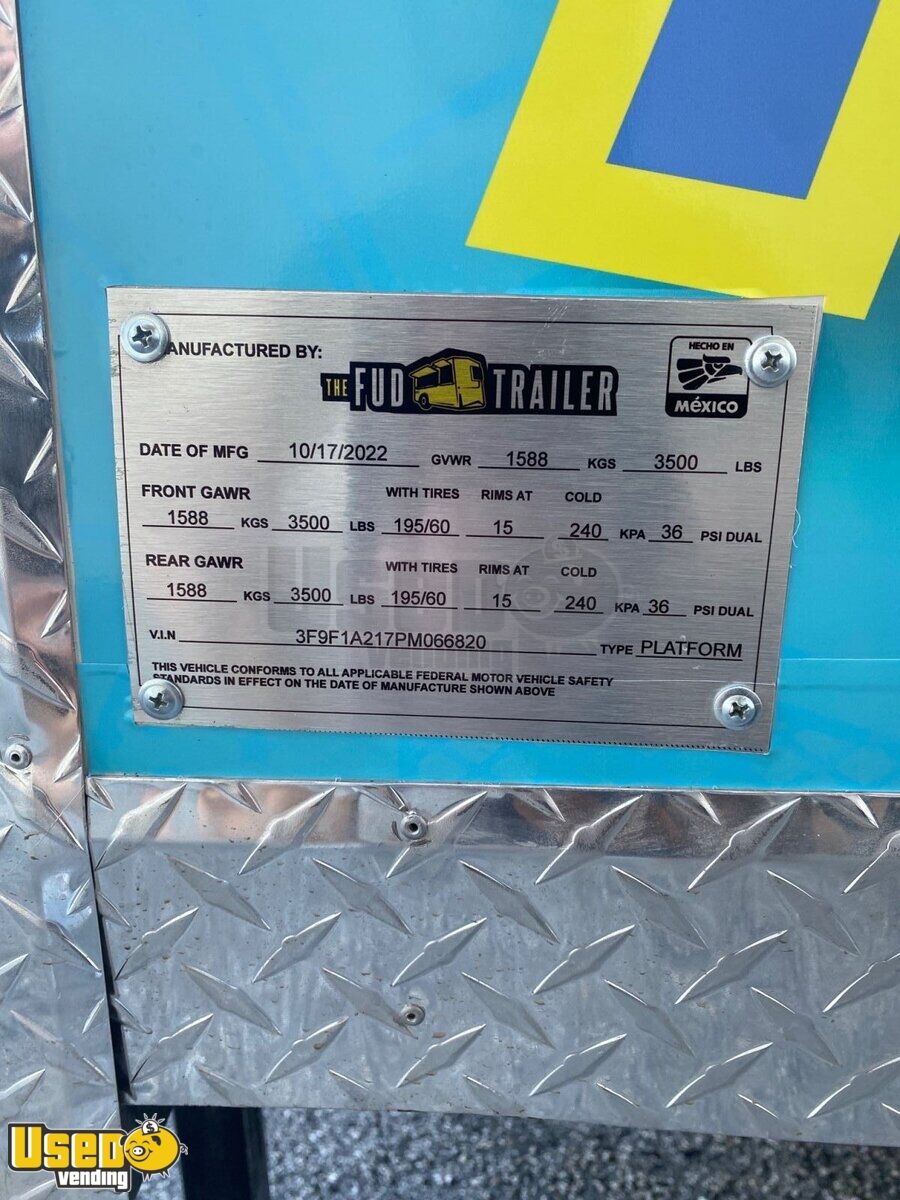 MANUFACTURED BY:
THE FUD TRAILER
HECHO EN
MéXICO
DATE OF MFG 10/17/2022 GVWR 1588 KGS 3500 LBS
FRONT GAWR WITH TIRES RIMS AT COLD
1588 KGS 3500 LBS 195/60 15 240 KPA 36 PSI DUAL
REAR GAWR WITH TIRES RIMS AT COLD
1588 KGS 3500 LBS 195/60 15 240 KPA 36 PSI DUAL
V.I.N 3F9F1A217PM066820 TYPE PLATFORM
THIS VEHICLE CONFORMS TO ALL APPLICABLE FEDERAL MOTOR VEHICLE SAFETY
STANDARDS IN EFFECT ON THE DATE OF MANUFACTURE SHOWN ABOVE
USED
vending